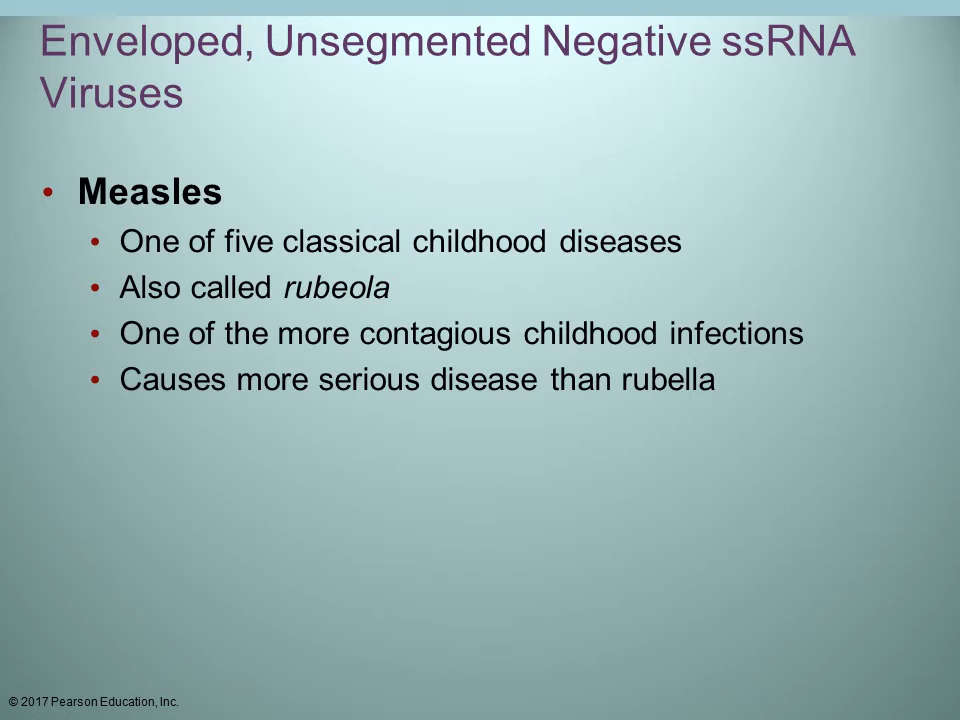 Enveloped, Unsegmented Negative ssRNA
Viruses
• Measles
• One of five classical childhood diseases
• Also called rubeola
• One of the more contagious childhood infections
• Causes more serious disease than rubella
© 2017 Pearson Education, Inc.